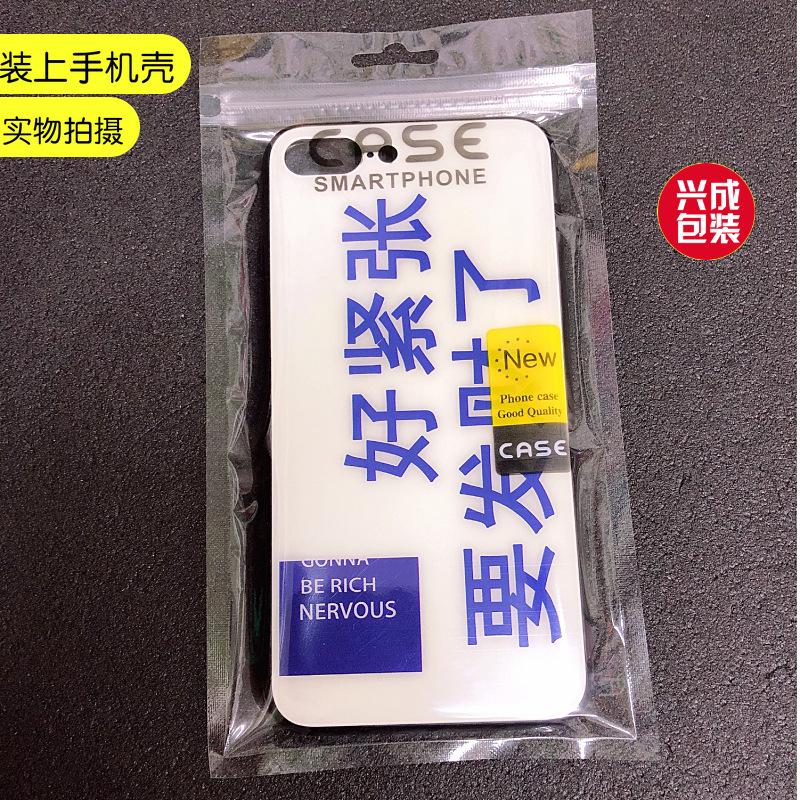 装上手机壳
实物拍摄
兴成
包装
CASE
SMARTPHONE
好紧张
要发财了
New
Phone case
Good Quality
CASE
GONNA
BE RICH
NERVOUS